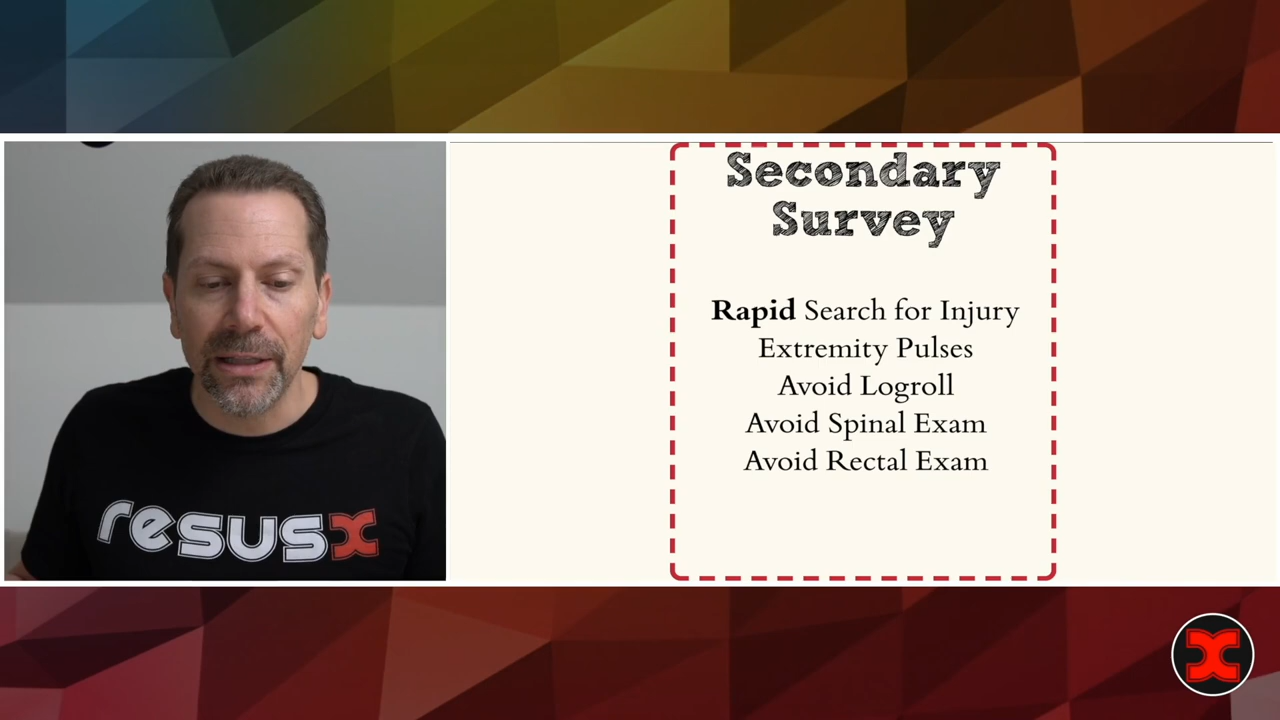 Secondary
Survey
Rapid Search for Injury
Extremity Pulses
Avoid Logroll
Avoid Spinal Exam
Avoid Rectal Exam
resusx
X